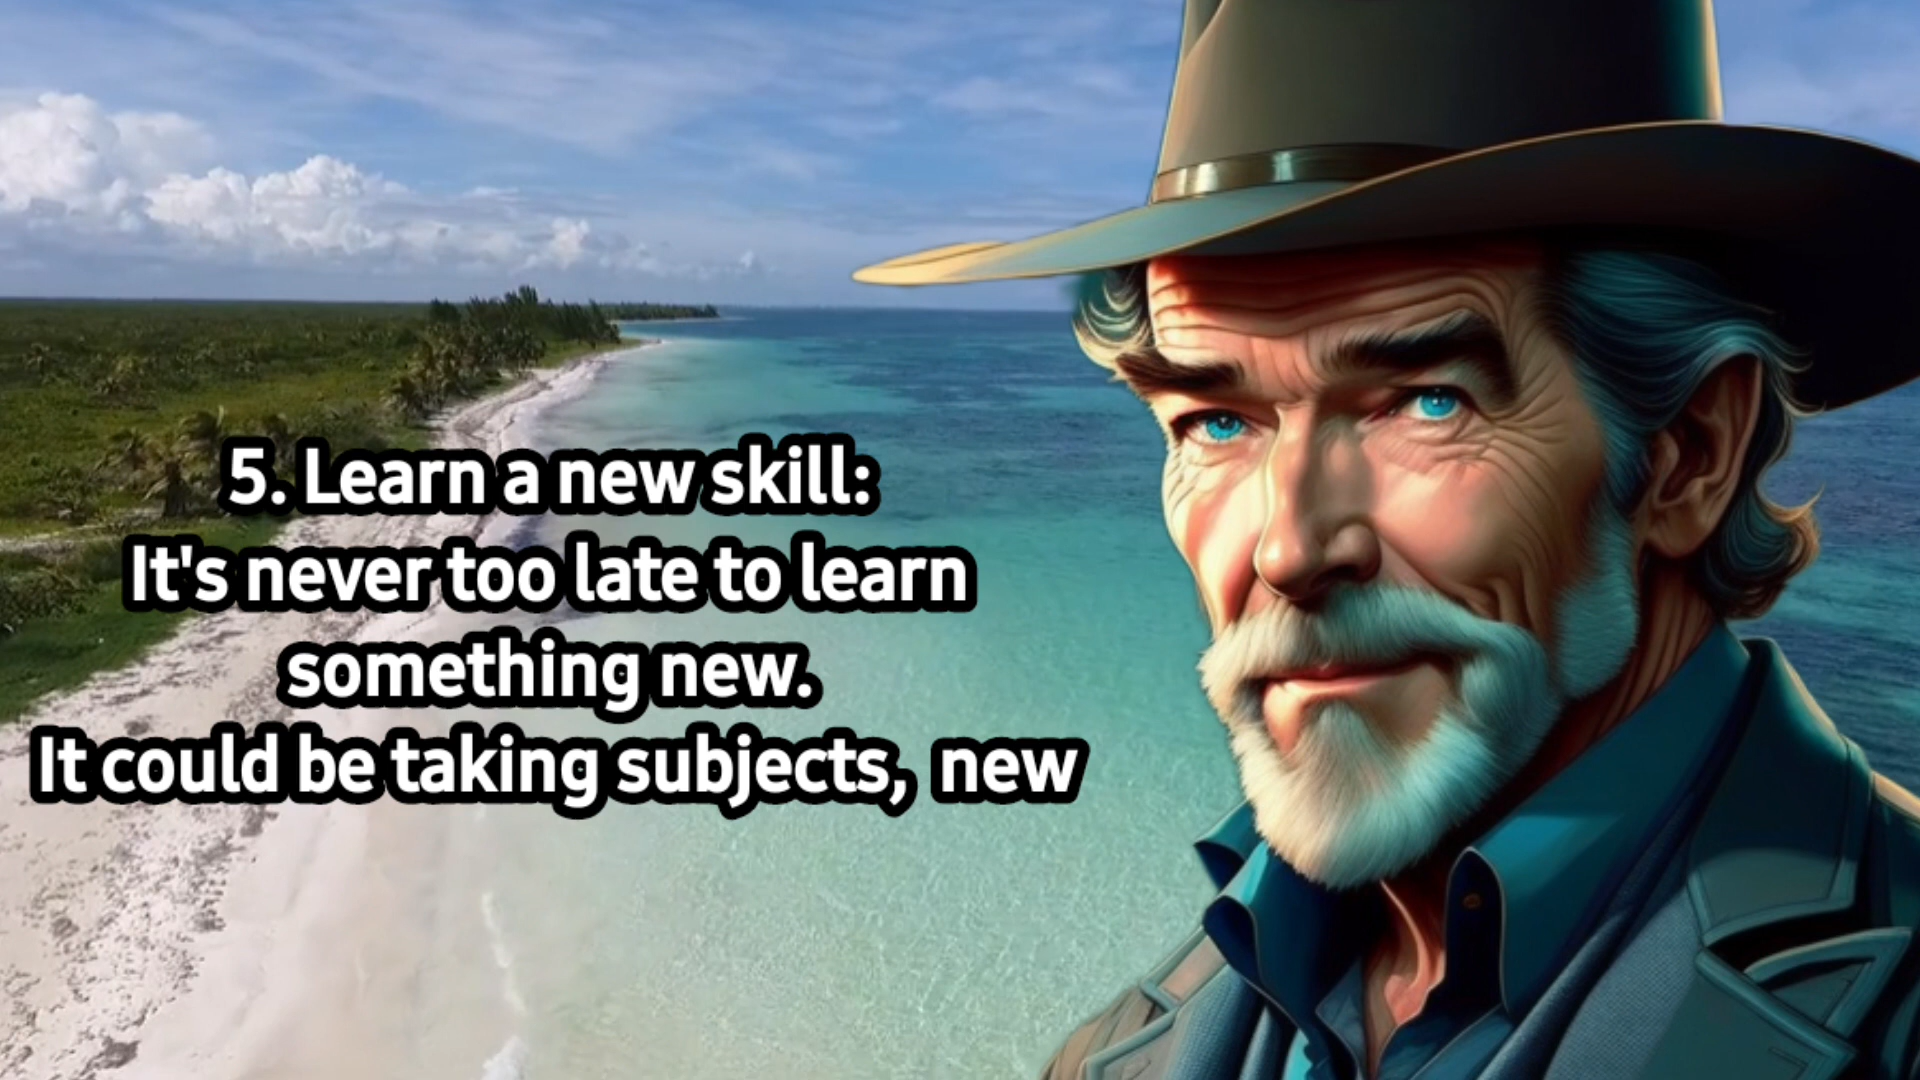 5. Learn a new skill:
It's never too late to learn
something new.
It could be taking subjects, new